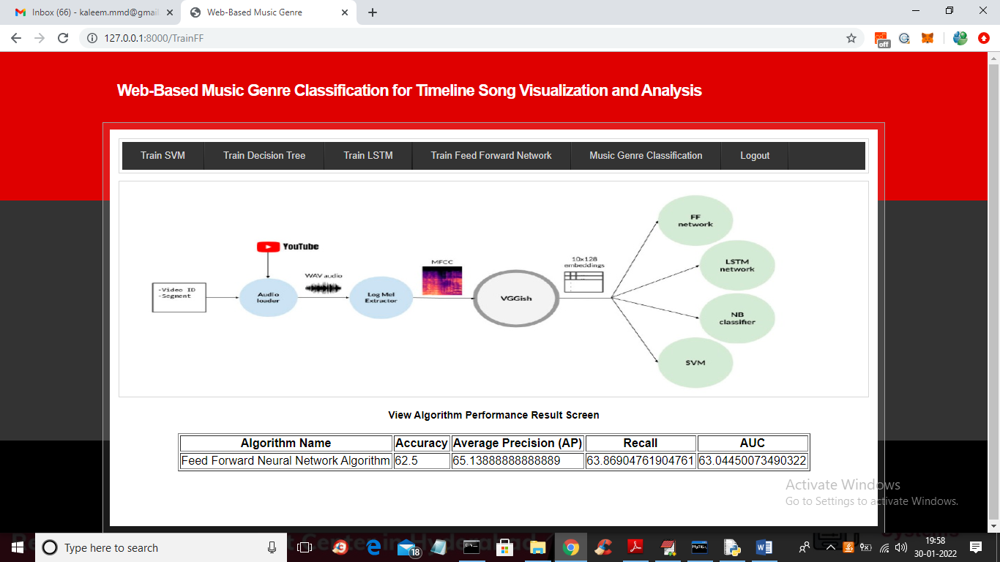 Inbox (66) - kaleem.mmd@gmai
Web-Based Music Genre
127.0.0.1:8000/TrainFF
off
Web-Based Music Genre Classification for Timeline Song Visualization and Analysis
Train SVM
Train Decision Tree
Train LSTM
Train Feed Forward Network
Music Genre Classification
Logout
YouTube
-Video ID
-Segment
Audio
loader
WAV audio
Log Mel
Extractor
MFCC
VGGish
10x128
embeddings
FF
network
LSTM
network
NB
classifier
SVM
View Algorithm Performance Result Screen
Algorithm Name Accuracy Average Precision (AP) Recall AUC
Feed Forward Neural Network Algorithm 62.5 65.13888888888889 63.86904761904761 63.04450073490322
Activate Windows
Go to Settings to activate Windows.
Type here to search
18
19:58
30-01-2022